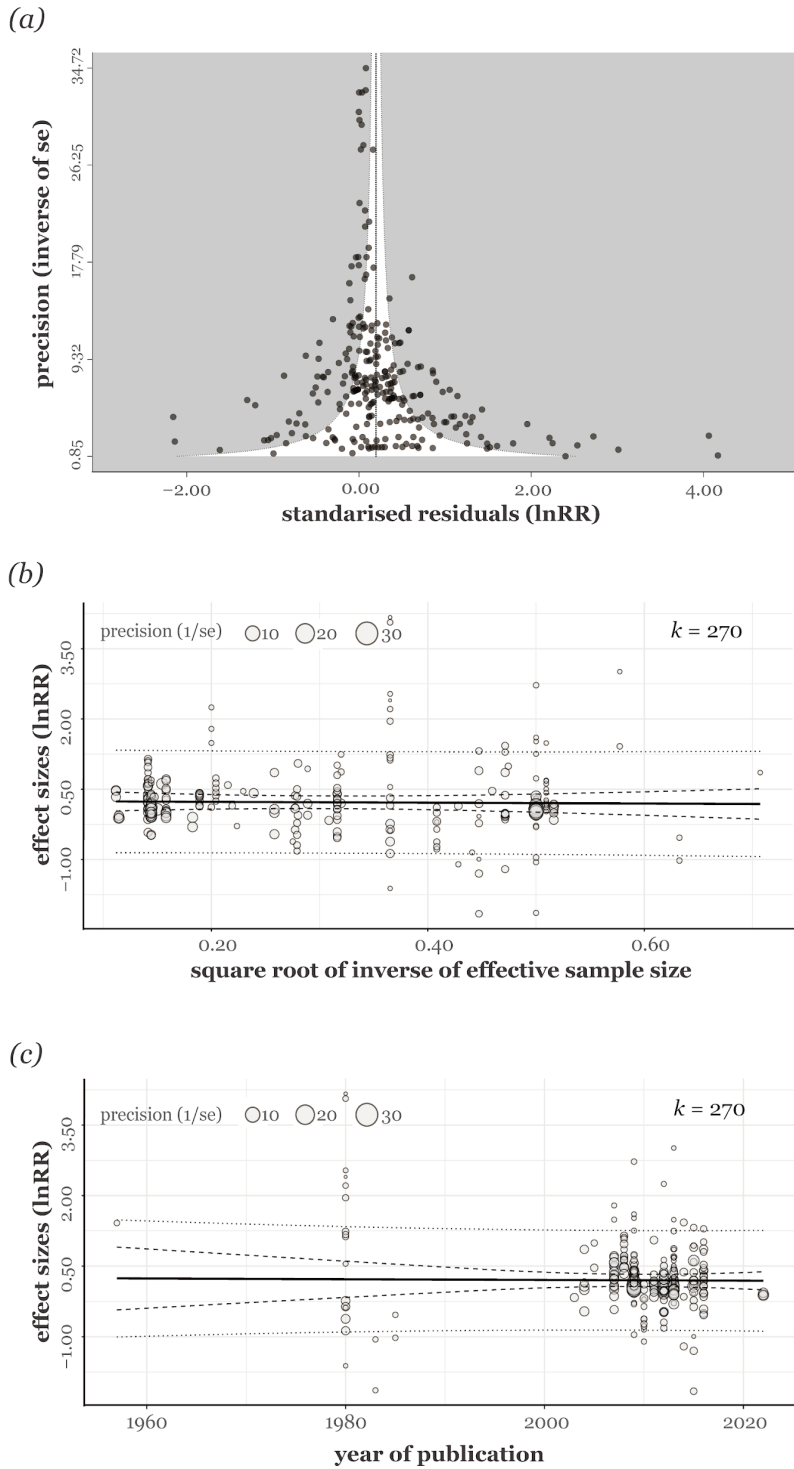 (a)
34.72
26.25
17.79
9.32
0.85
precision (inverse of se)
−2.00 0.00 2.00 4.00
standarised residuals (lnRR)
(b)
precision (1/se) 10 20 30 k = 270
3.50
2.00
0.50
−1.00
effect sizes (lnRR)
0.20 0.40 0.60
square root of inverse of effective sample size
(c)
precision (1/se) 10 20 30 k = 270
3.50
2.00
0.50
−1.00
effect sizes (lnRR)
1960 1980 2000 2020
year of publication